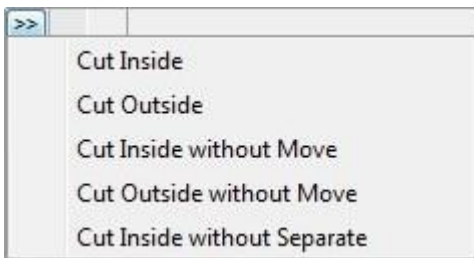 >>
Cut Inside
Cut Outside
Cut Inside without Move
Cut Outside without Move
Cut Inside without Separate